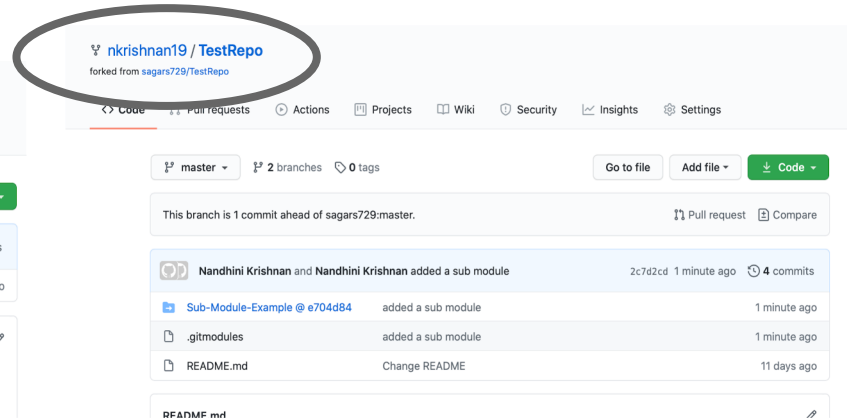 nkrishnan19 / TestRepo
forked from sagars729/TestRepo
Code Pull requests Actions Projects Wiki Security Insights Settings
master 2 branches 0 tags Go to file Add file Code
This branch is 1 commit ahead of sagars729:master. Pull request Compare
Nandhini Krishnan and Nandhini Krishnan added a sub module 2c7d2cd 1 minute ago 4 commits
Sub-Module-Example @ e704d84 added a sub module 1 minute ago
.gitmodules added a sub module 1 minute ago
README.md Change README 11 days ago
README.md